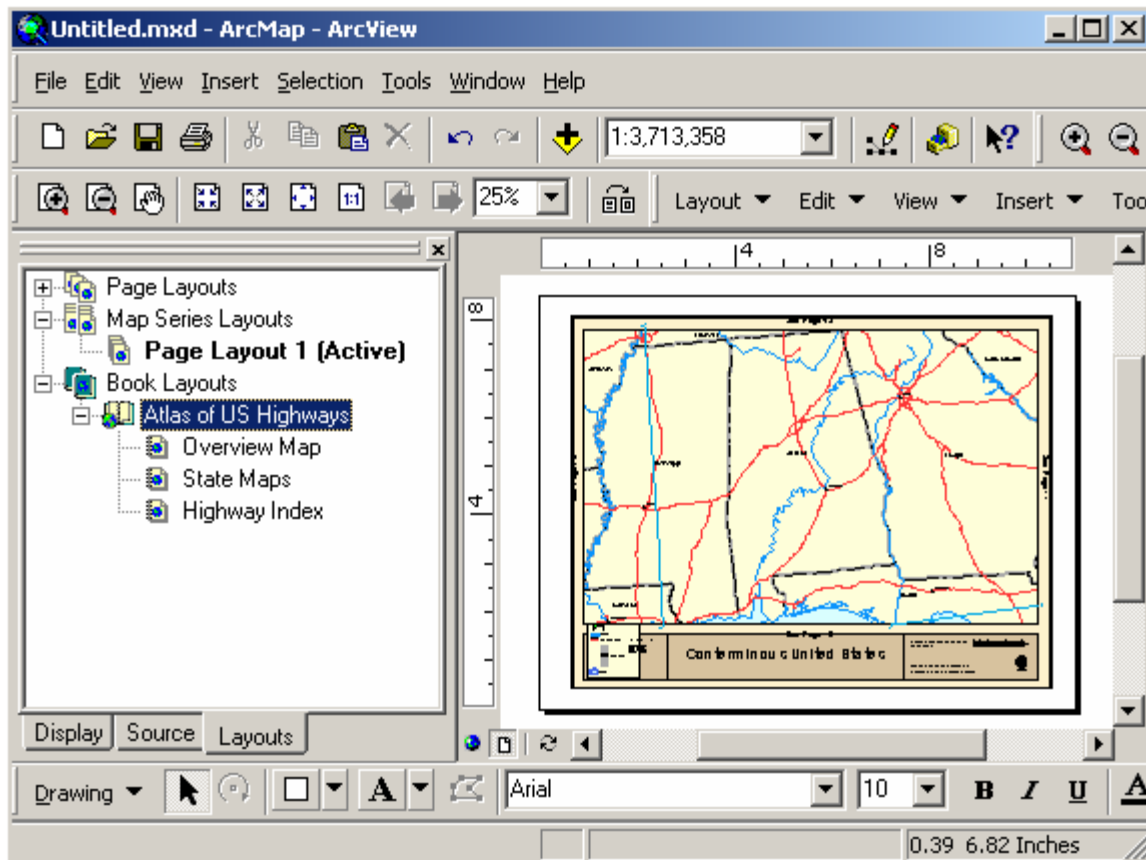 Untitled.mxd - ArcMap - ArcView
File Edit View Insert Selection Tools Window Help
1:3,713,358
25% Layout Edit View Insert Too
Page Layouts
Map Series Layouts
Page Layout 1 (Active)
Book Layouts
Atlas of US Highways
Overview Map
State Maps
Highway Index
4 8
8
4
Conterminous United States
Display Source Layouts
Drawing A Arial 10 B I U A
0.39 6.82 Inches